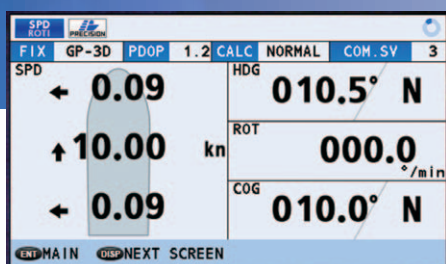 SPD
ROTI
PRECISION
FIX GP-3D PDOP 1.2 CALC NORMAL COM.SV 3
SPD
← 0.09
↑ 10.00 kn
← 0.09
HDG
010.5° N
ROT
000.0
°/min
COG
010.0° N
ENT MAIN DISP NEXT SCREEN